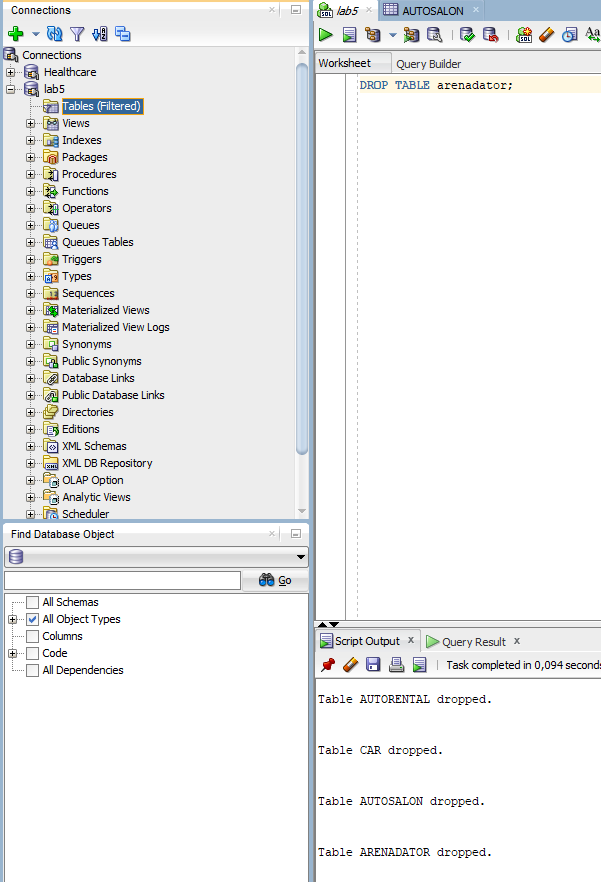 Connections
Connections
Healthcare
lab5
Tables (Filtered)
Views
Indexes
Packages
Procedures
Functions
Operators
Queues
Queues Tables
Triggers
Types
Sequences
Materialized Views
Materialized View Logs
Synonyms
Public Synonyms
Database Links
Public Database Links
Directories
Editions
XML Schemas
XML DB Repository
OLAP Option
Analytic Views
Scheduler
Find Database Object
Go
All Schemas
All Object Types
Columns
Code
All Dependencies
lab5
AUTOSALON
SQL
Aa
Worksheet
Query Builder
DROP TABLE arenadator;
Script Output
Query Result
Task completed in 0,094 seconds
Table AUTORENTAL dropped.
Table CAR dropped.
Table AUTOSALON dropped.
Table ARENADATOR dropped.